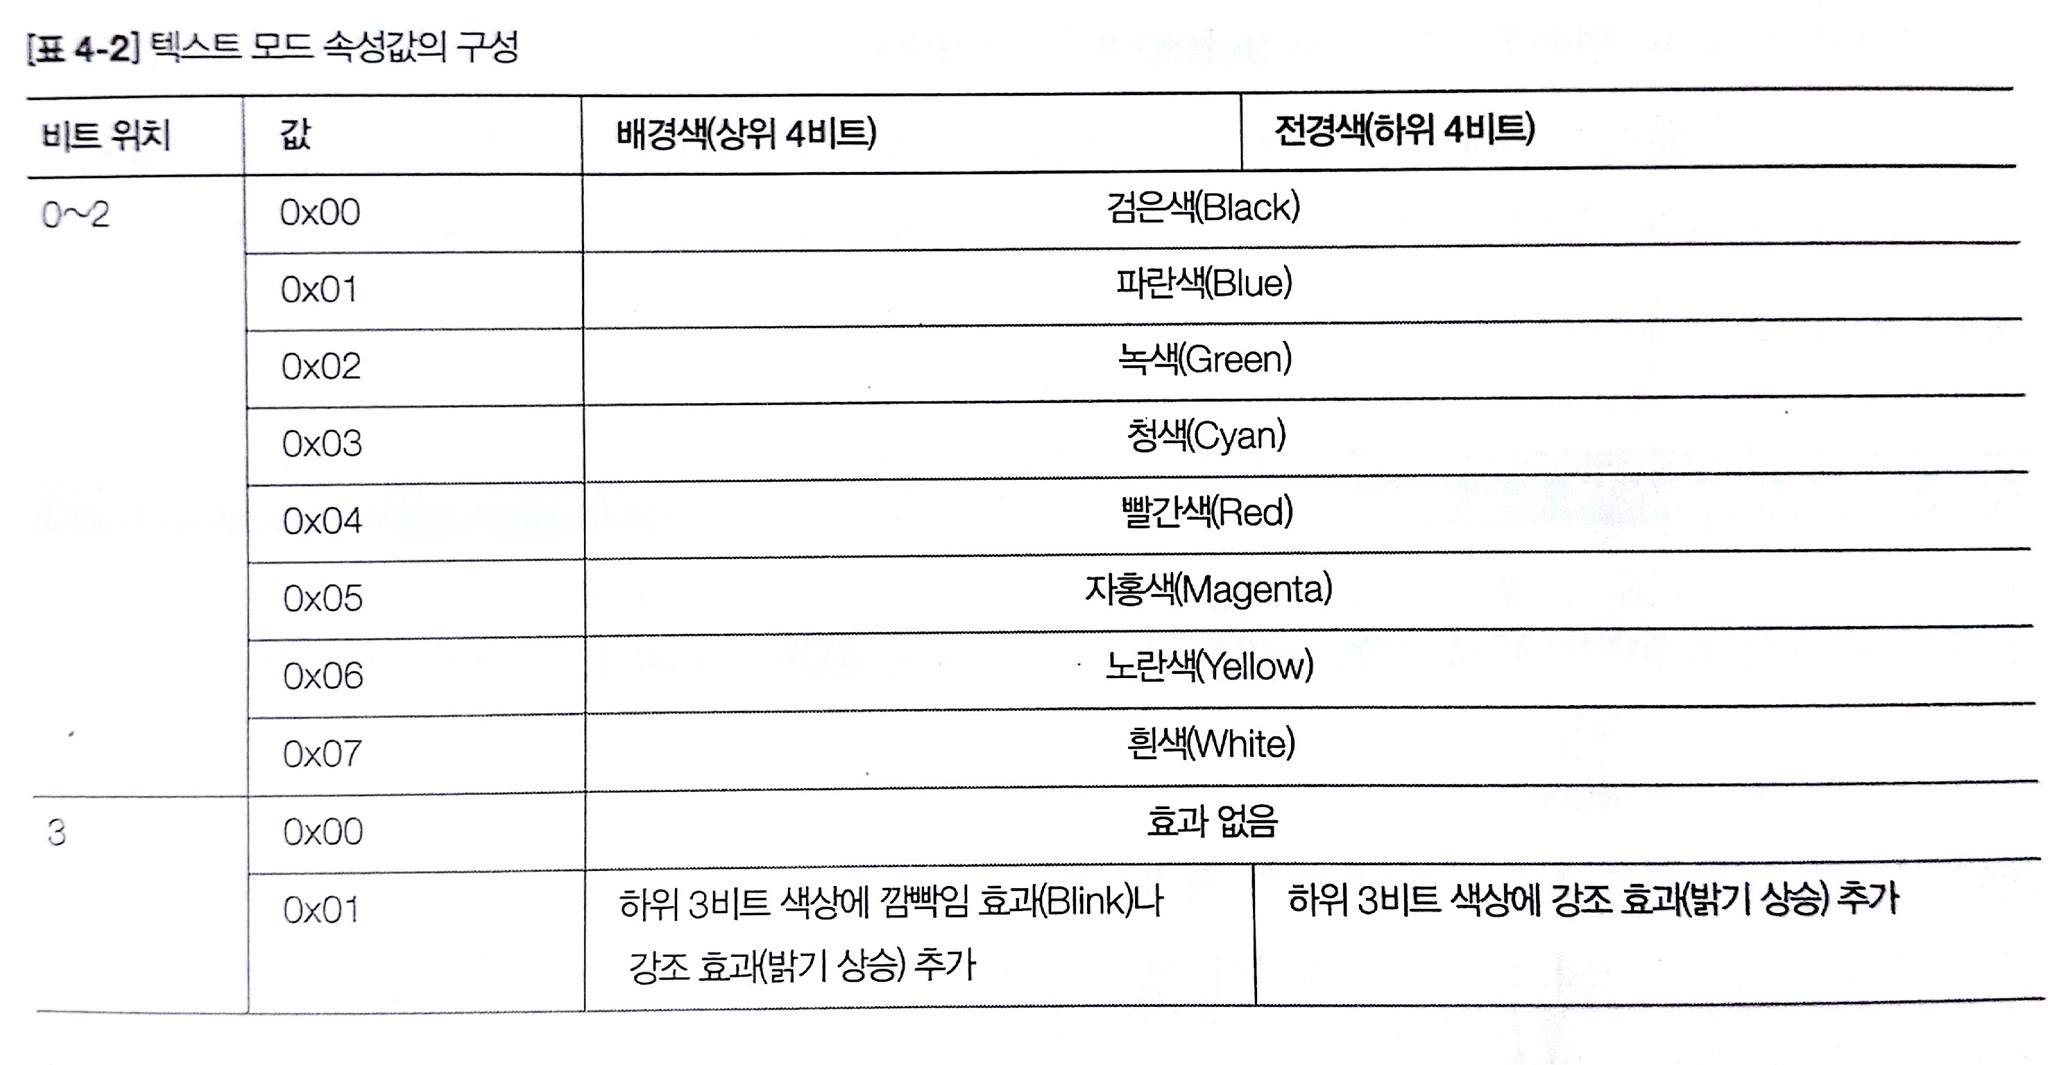 [표 4-2] 텍스트 모드 속성값의 구성
비트 위치 값 배경색(상위 4비트) 전경색(하위 4비트)
0~2 0x00 검은색(Black)
0x01 파란색(Blue)
0x02 녹색(Green)
0x03 청색(Cyan)
0x04 빨간색(Red)
0x05 자홍색(Magenta)
0x06 노란색(Yellow)
0x07 흰색(White)
3 0x00 효과 없음
0x01 하위 3비트 색상에 깜빡임 효과(Blink)나 하위 3비트 색상에 강조 효과(밝기 상승) 추가
강조 효과(밝기 상승) 추가